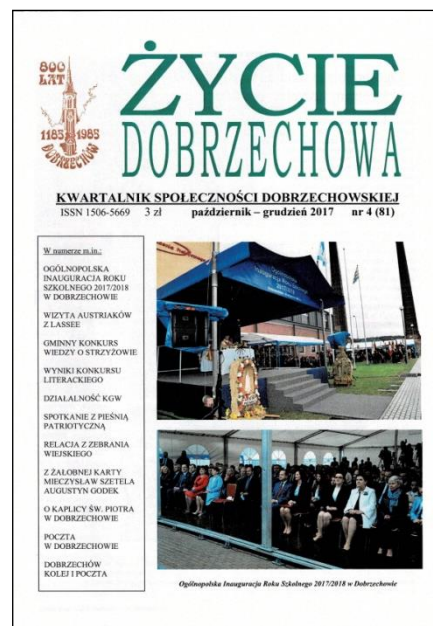 800
LAT
1185 1985
DOBRZECHÓW
ŻYCIE
DOBRZECHOWA
KWARTALNIK SPOŁECZNOŚCI DOBRZECHOWSKIEJ
ISSN 1506-5669 3 zł październik – grudzień 2017 nr 4 (81)
W numerze m.in.:
OGÓLNOPOLSKA
INAUGURACJA ROKU
SZKOLNEGO 2017/2018
W DOBRZECHOWIE
WIZYTA AUSTRIAKÓW
Z LASSEE
GMINNY KONKURS
WIEDZY O STRZYŻOWIE
WYNIKI KONKURSU
LITERACKIEGO
DZIAŁALNOŚĆ KGW
SPOTKANIE Z PIEŚNIĄ
PATRIOTYCZNĄ
RELACJA Z ZEBRANIA
WIEJSKIEGO
Z ŻAŁOBNEJ KARTY
MIECZYSŁAW SZETELA
AUGUSTYN GODEK
O KAPLICY ŚW. PIOTRA
W DOBRZECHOWIE
POCZTA
W DOBRZECHOWIE
DOBRZECHÓW
KOLEJ I POCZTA
Ogólnopolska Inauguracja Roku Szkolnego 2017/2018 w Dobrzechowie